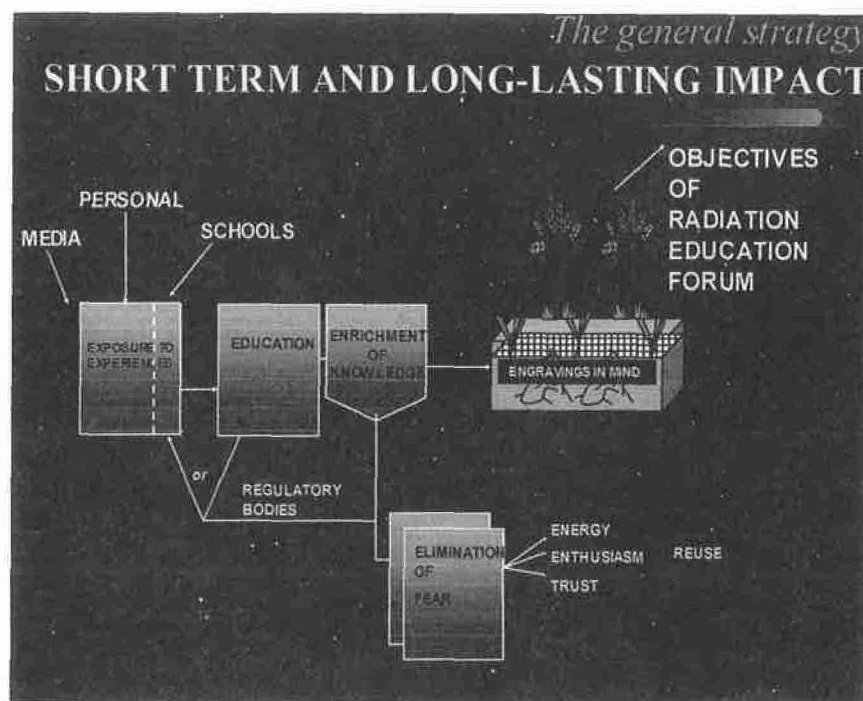 The general strategy
SHORT TERM AND LONG-LASTING IMPACT
OBJECTIVES
OF
RADIATION
EDUCATION
FORUM
PERSONAL
MEDIA
SCHOOLS
EXPOSURE TO
EXPERIENCED
EDUCATION
ENRICHMENT
OF
KNOWLEDGE
ENGRAVINGS IN MIND
or
REGULATORY
BODIES
ELIMINATION
OF
FEAR
ENERGY
ENTHUSIASM
REUSE
TRUST